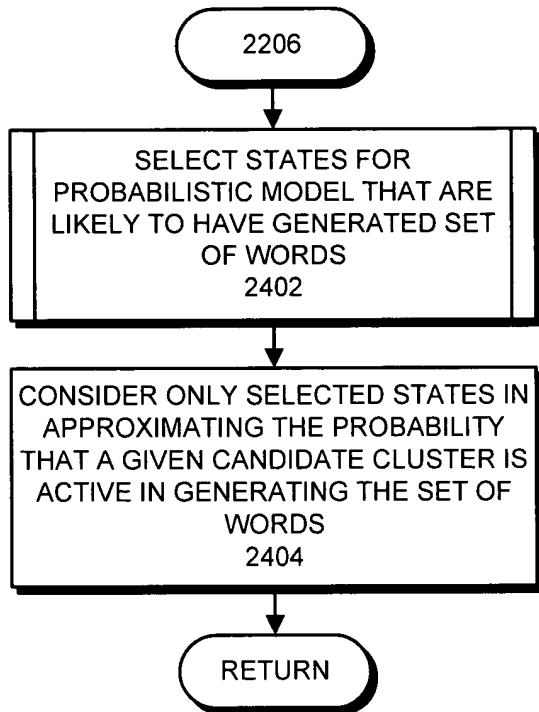 2206
SELECT STATES FOR
PROBABILISTIC MODEL THAT ARE
LIKELY TO HAVE GENERATED SET
OF WORDS
2402
CONSIDER ONLY SELECTED STATES IN
APPROXIMATING THE PROBABILITY
THAT A GIVEN CANDIDATE CLUSTER IS
ACTIVE IN GENERATING THE SET OF
WORDS
2404
RETURN